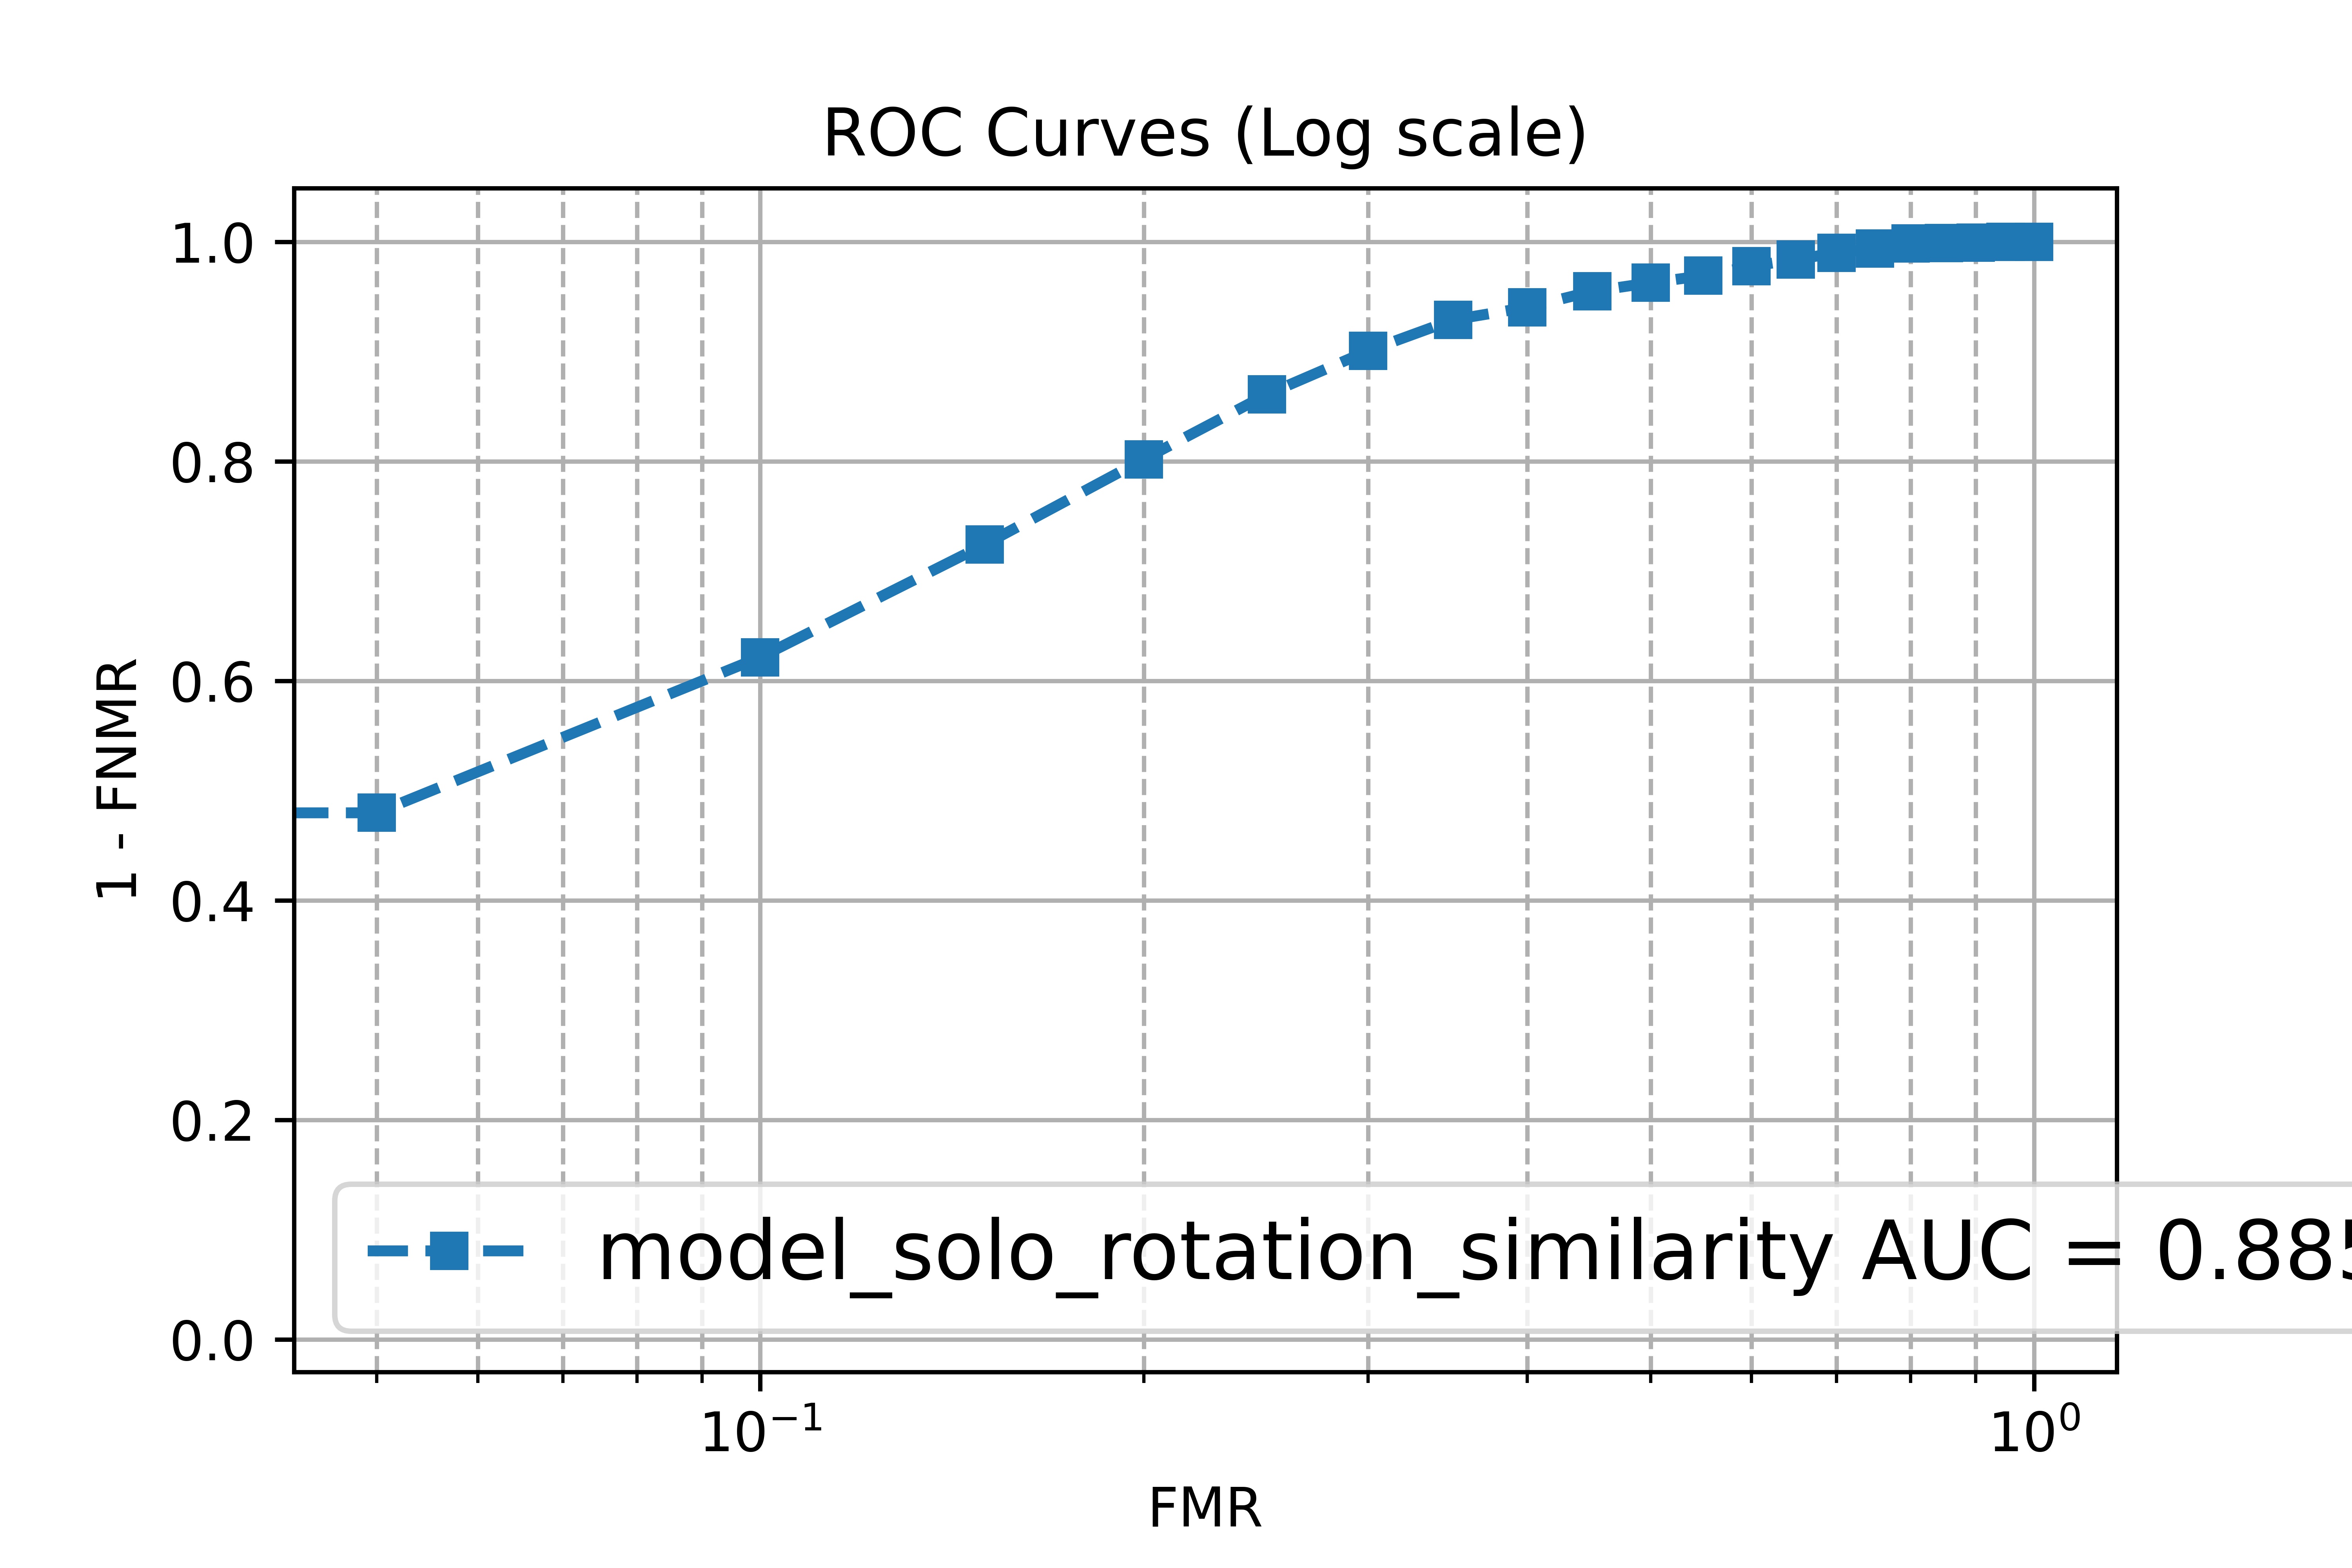 ROC Curves (Log scale)
1.0
0.8
0.6
0.4
0.2
0.0
1 - FNMR
model_solo_rotation_similarity AUC = 0.885
10⁻¹
10⁰
FMR